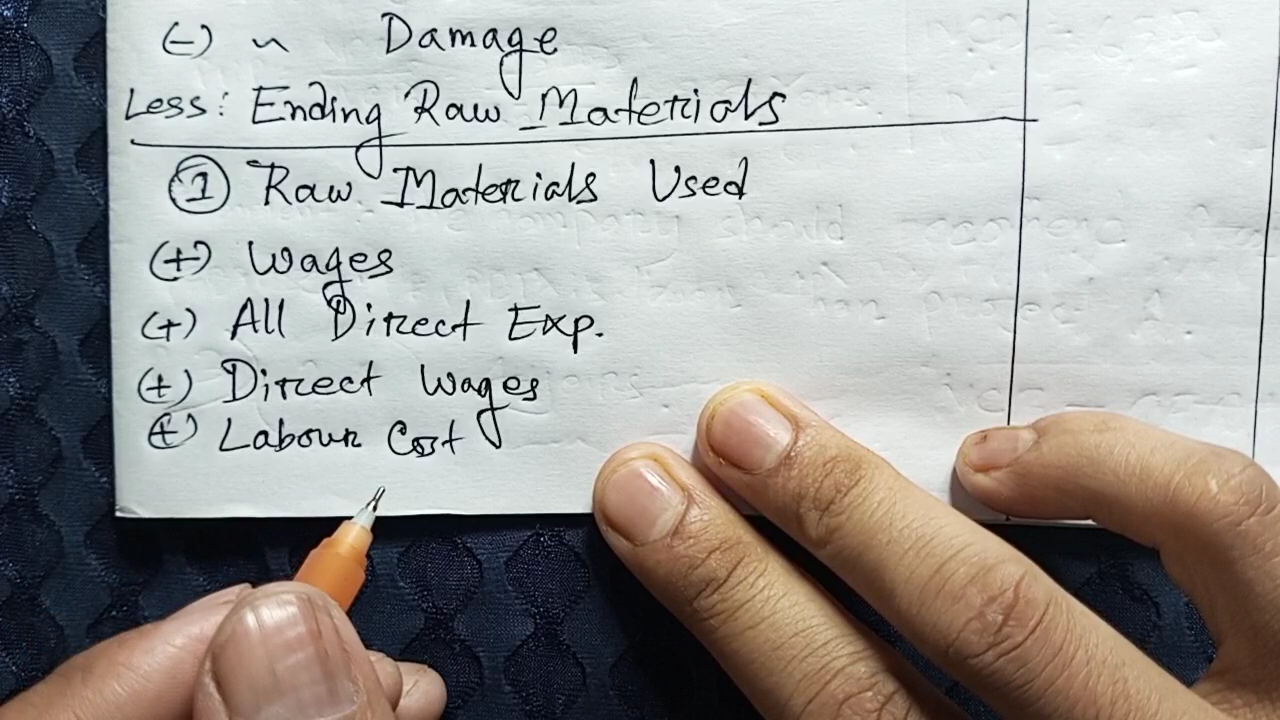 (-) " Damage
Less: Ending Raw Materials
① Raw Materials Used
(+) Wages
(+) All Direct Exp.
(+) Direct Wages
(+) Labour Cost